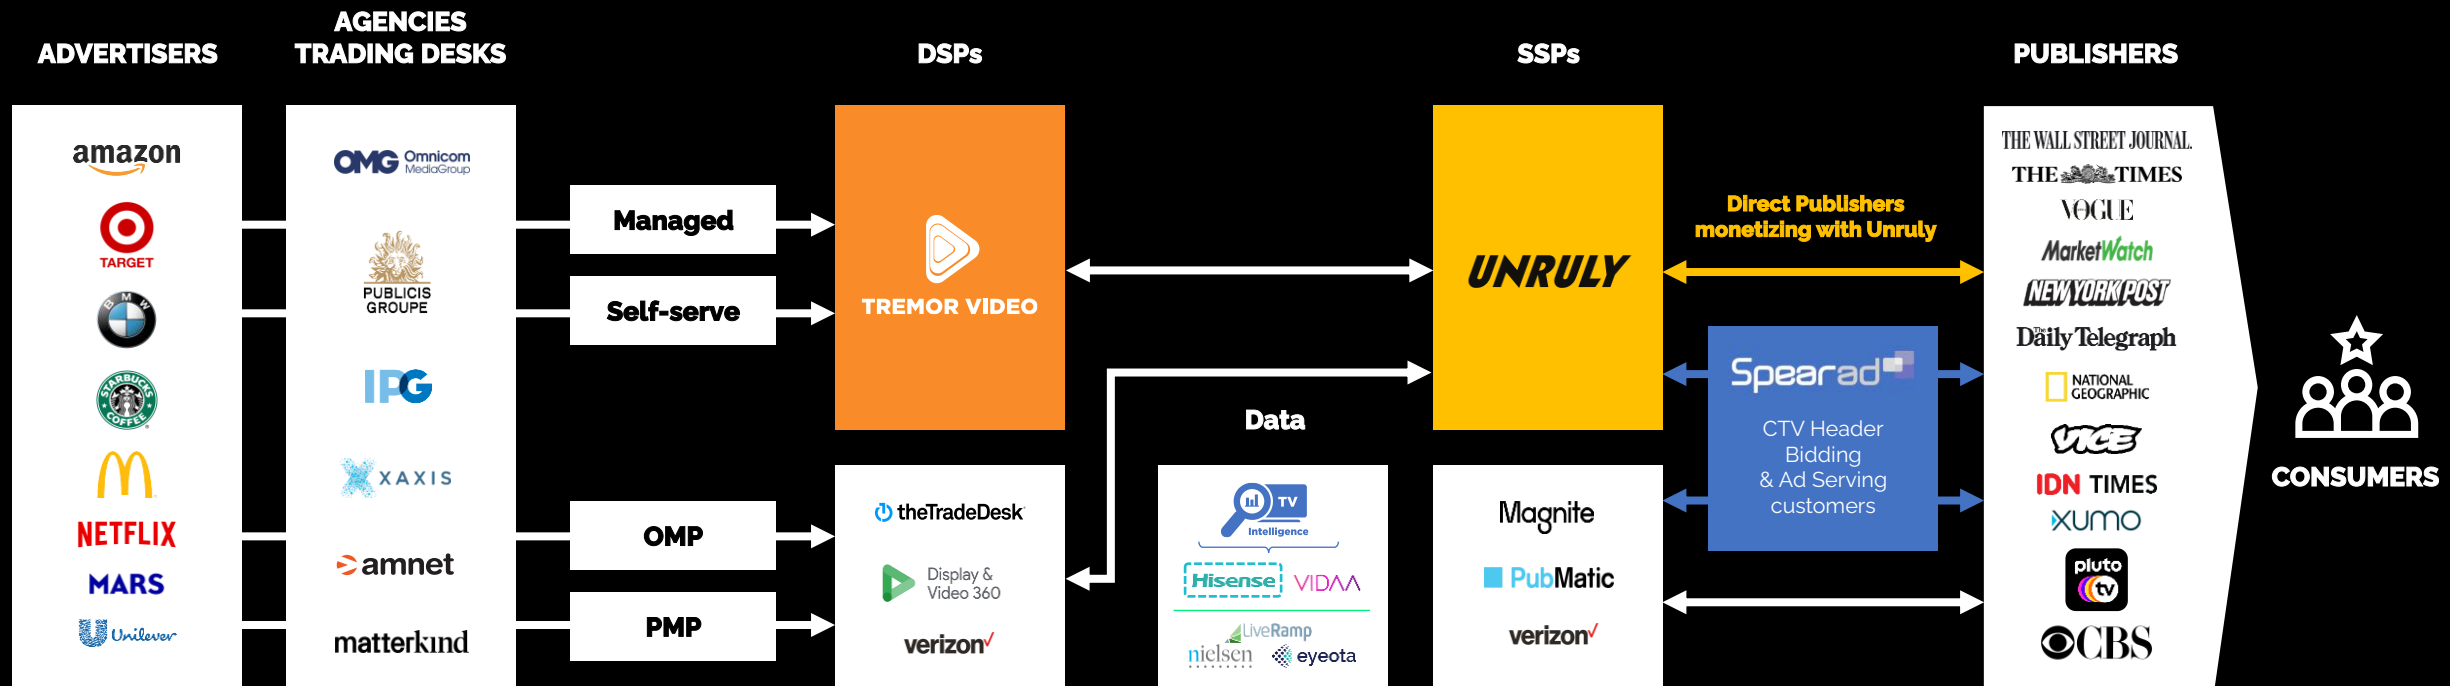 ADVERTISERS
AGENCIES
TRADING DESKS
DSPs
SSPs
PUBLISHERS
amazon
TARGET
BMW
STARBUCKS
COFFEE
NETFLIX
MARS
Unilever
OMG Omnicom
MediaGroup
PUBLICIS
GROUPE
IPG
XAXIS
amnet
matterkind
Managed
Self-serve
OMP
PMP
TREMOR VIDEO
theTradeDesk
Display &
Video 360
verizon
Data
TV
Intelligence
Hisense VIDAA
LiveRamp
nielsen eyeota
UNRULY
Magnite
PubMatic
verizon
Direct Publishers
monetizing with Unruly
Spearad
CTV Header
Bidding
& Ad Serving
customers
THE WALL STREET JOURNAL.
THE TIMES
VOGUE
MarketWatch
NEW YORK POST
The Daily Telegraph
NATIONAL
GEOGRAPHIC
VICE
IDN TIMES
XUMO
pluto
tv
CBS
CONSUMERS